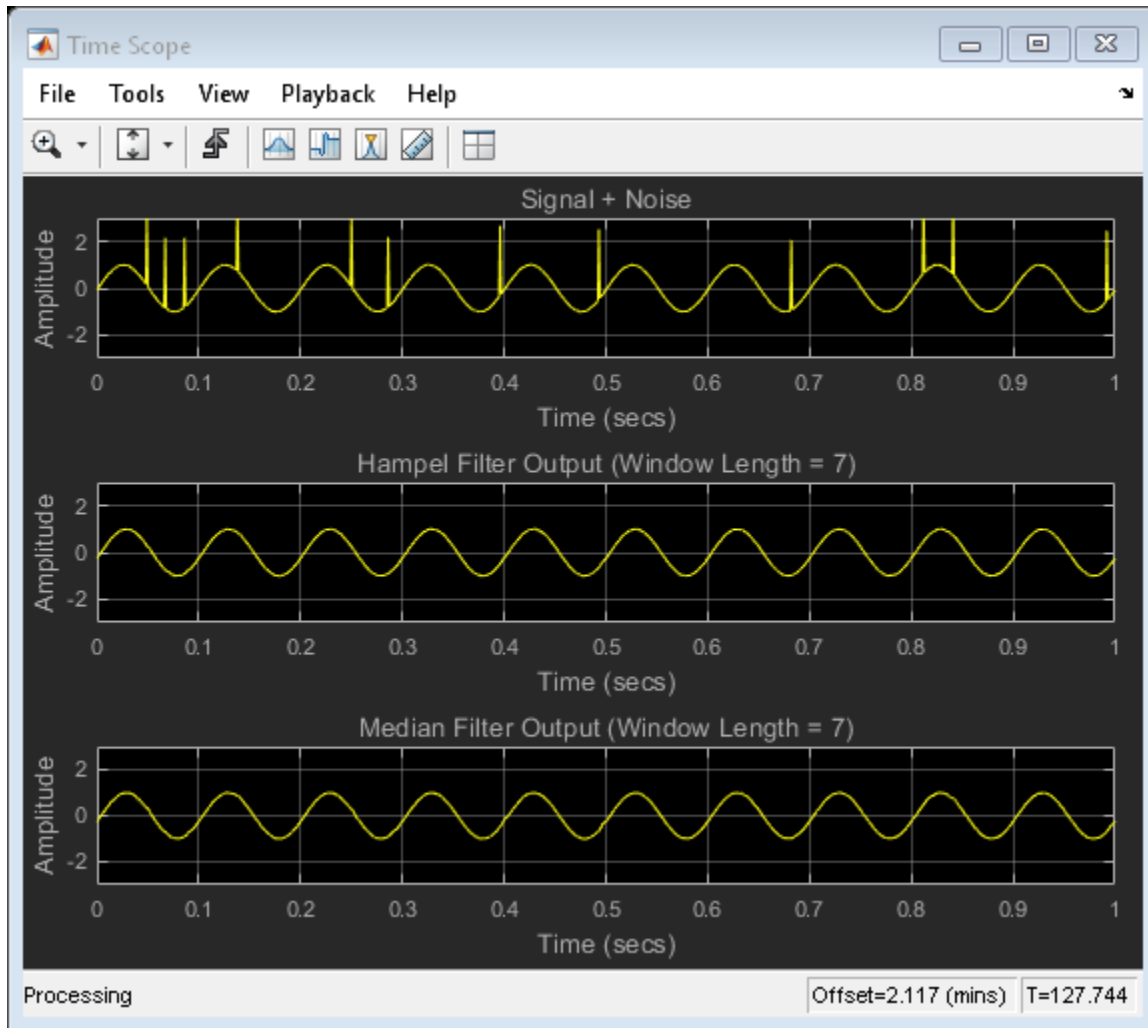 Time Scope
File Tools View Playback Help
Signal + Noise
Amplitude
2
0
-2
0 0.1 0.2 0.3 0.4 0.5 0.6 0.7 0.8 0.9 1
Time (secs)
Hampel Filter Output (Window Length = 7)
Amplitude
2
0
-2
0 0.1 0.2 0.3 0.4 0.5 0.6 0.7 0.8 0.9 1
Time (secs)
Median Filter Output (Window Length = 7)
Amplitude
2
0
-2
0 0.1 0.2 0.3 0.4 0.5 0.6 0.7 0.8 0.9 1
Time (secs)
Processing Offset=2.117 (mins) T=127.744